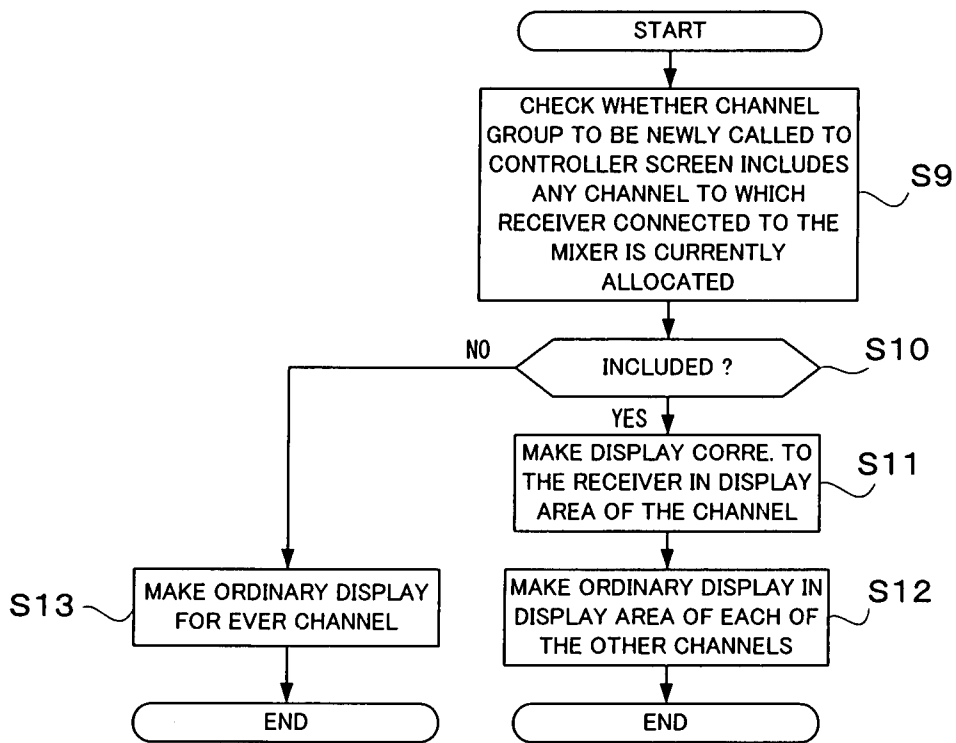 START
CHECK WHETHER CHANNEL
GROUP TO BE NEWLY CALLED TO
CONTROLLER SCREEN INCLUDES
ANY CHANNEL TO WHICH
RECEIVER CONNECTED TO THE
MIXER IS CURRENTLY
ALLOCATED
S9
NO
INCLUDED ?
S10
YES
MAKE DISPLAY CORRE. TO
THE RECEIVER IN DISPLAY
AREA OF THE CHANNEL
S11
S13
MAKE ORDINARY DISPLAY
FOR EVER CHANNEL
MAKE ORDINARY DISPLAY IN
DISPLAY AREA OF EACH OF
THE OTHER CHANNELS
S12
END
END